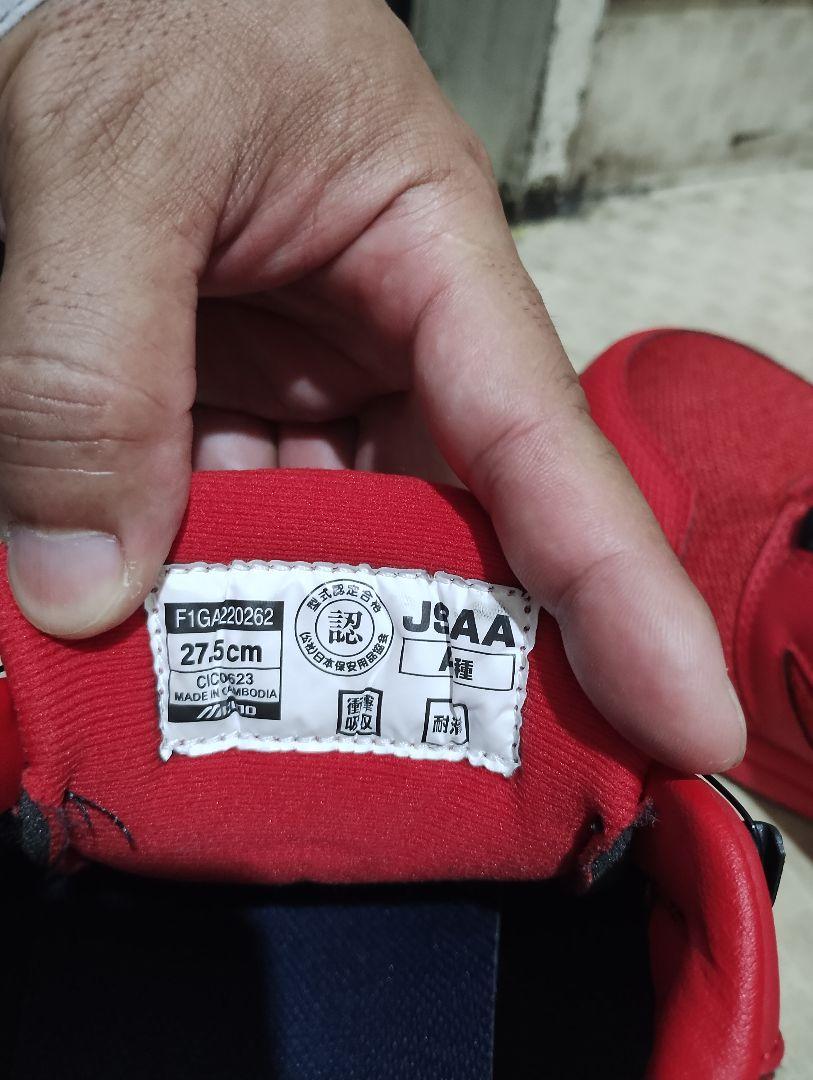 F1GA220262
27.5cm
CIC0623
MADE IN CAMBODIA
MIZUNO
型式認定合格
認
(公社)日本保安用品協会
JSAA
A種
衝撃
吸収
耐滑